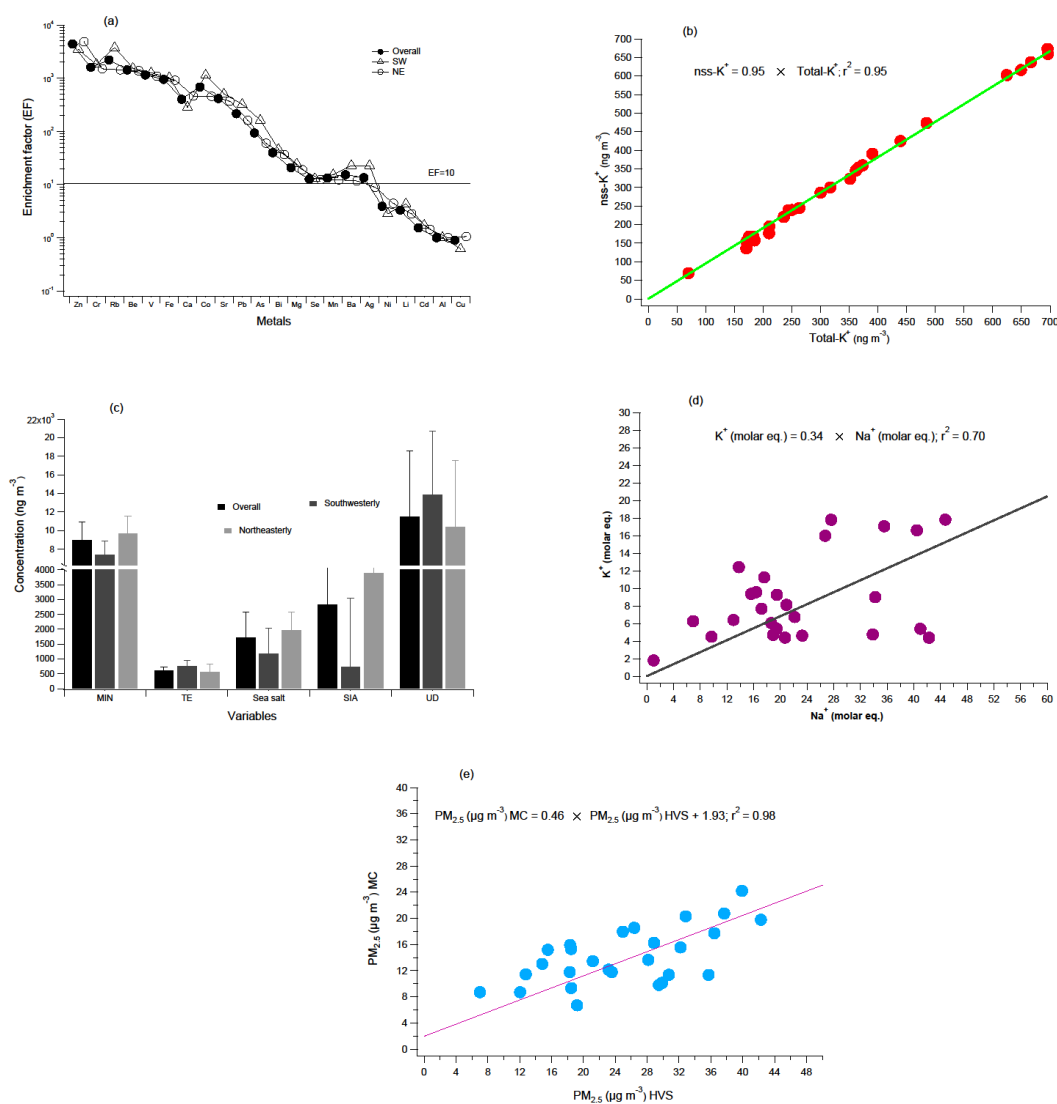 (a)
Enrichment factor (EF)
10⁴
10³
10²
10¹
10⁰
10⁻¹
Overall
SW
NE
EF=10
Zn Cr Rb Be V Fe Ca Co Sr Pb As Bi Mg Se Mn Ba Ag Ni Li Cd Al Cu
Metals
(b)
nss-K⁺ = 0.95 × Total-K⁺; r² = 0.95
nss-K⁺ (ng m⁻³)
700
650
600
550
500
450
400
350
300
250
200
150
100
50
0
0 50 100 150 200 250 300 350 400 450 500 550 600 650 700
Total-K⁺ (ng m⁻³)
(c)
Concentration (ng m⁻³)
22x10³
20
18
16
14
12
10
8
4000
3500
3000
2500
2000
1500
1000
500
0
Overall
Southwesterly
Northeasterly
MIN TE Sea salt SIA UD
Variables
(d)
K⁺ (molar eq.) = 0.34 × Na⁺ (molar eq.); r² = 0.70
K⁺ (molar eq.)
30
28
26
24
22
20
18
16
14
12
10
8
6
4
2
0
0 4 8 12 16 20 24 28 32 36 40 44 48 52 56 60
Na⁺ (molar eq.)
(e)
PM₂.₅ (µg m⁻³) MC = 0.46 × PM₂.₅ (µg m⁻³) HVS + 1.93; r² = 0.98
PM₂.₅ (µg m⁻³) MC
40
36
32
28
24
20
16
12
8
4
0
0 4 8 12 16 20 24 28 32 36 40 44 48
PM₂.₅ (µg m⁻³) HVS